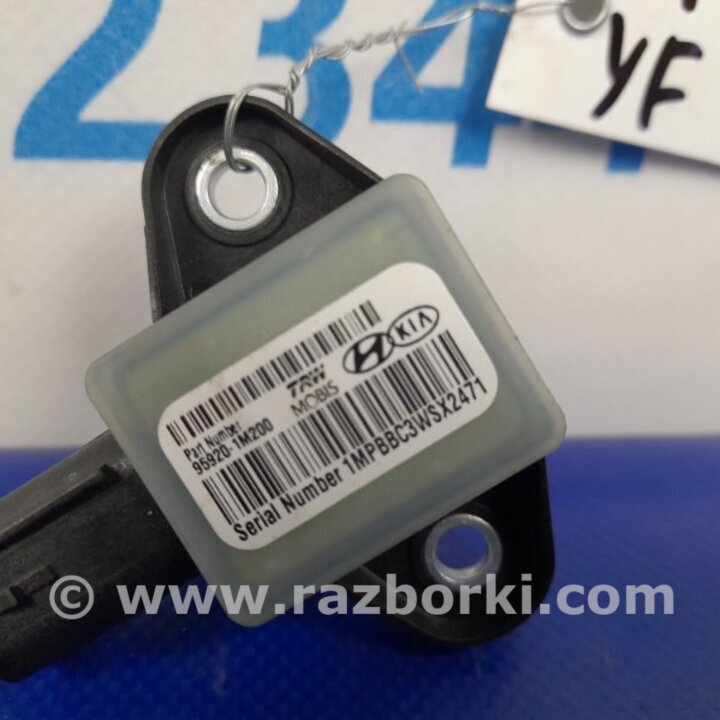 234
YF
KIA
TRW
MOBIS
Part Number
95920-1M200
Serial Number 1MPBBC3WSX2471
© www.razborki.com